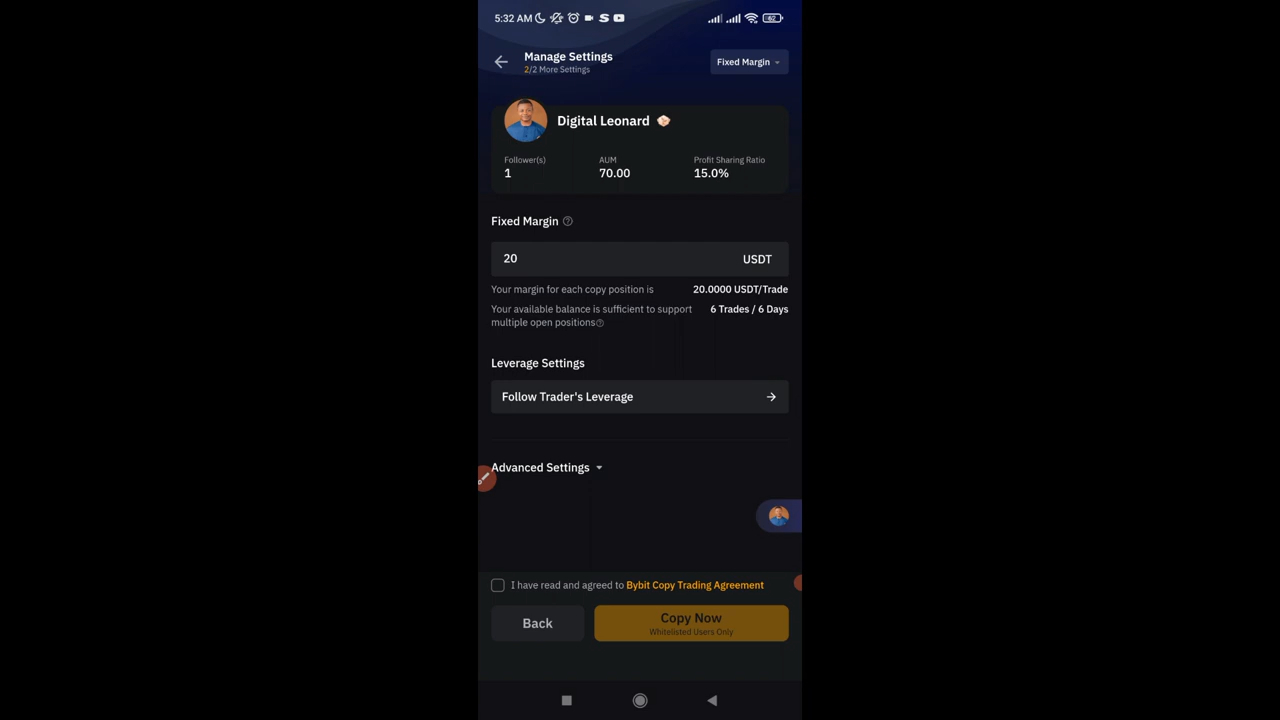 5:32 AM
62
Manage Settings
2/2 More Settings
Fixed Margin
Digital Leonard
Follower(s)
AUM
Profit Sharing Ratio
1
70.00
15.0%
Fixed Margin
20
USDT
Your margin for each copy position is
20.0000 USDT/Trade
Your available balance is sufficient to support
multiple open positions
6 Trades / 6 Days
Leverage Settings
Follow Trader's Leverage
Advanced Settings
I have read and agreed to Bybit Copy Trading Agreement
Back
Copy Now
Whitelisted Users Only